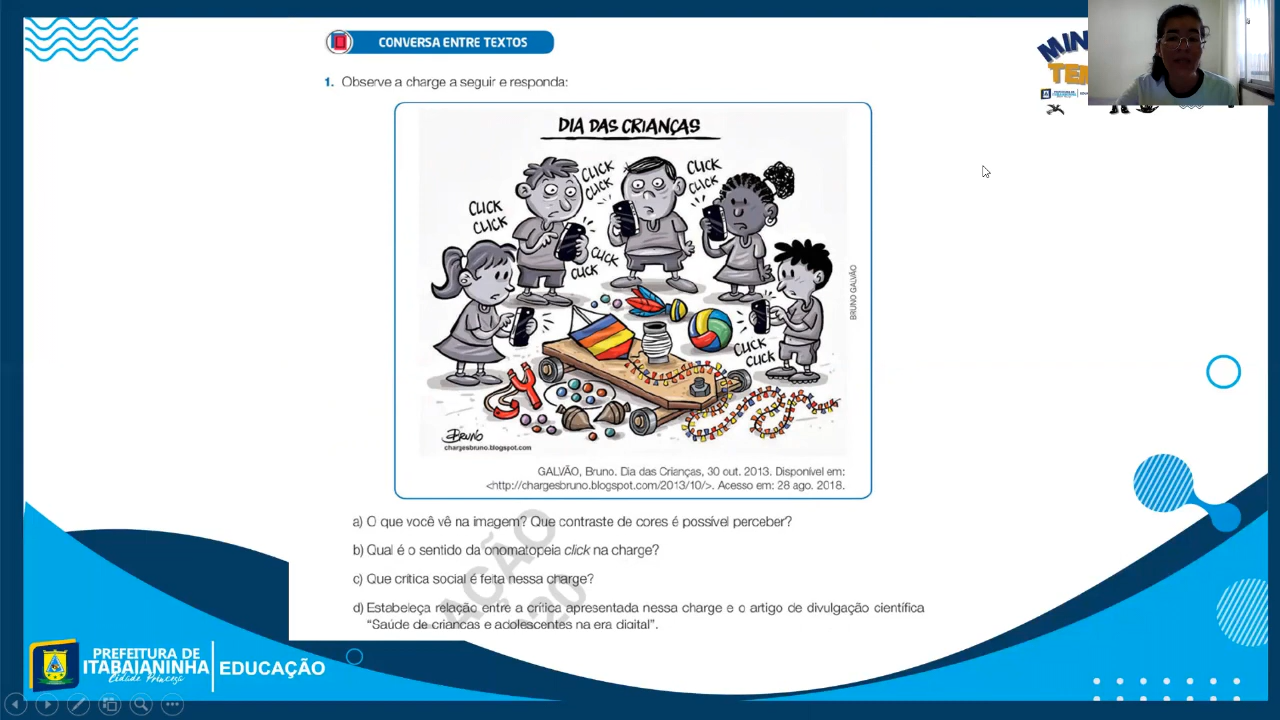 CONVERSA ENTRE TEXTOS
1. Observe a charge a seguir e responda:
DIA DAS CRIANÇAS
CLICK
CLICK
CLICK
CLICK
CLICK
CLICK
CLICK
CLICK
CLICK
CLICK
BRUNO GALVÃO
BRUNO
chargesbruno.blogspot.com
GALVÃO, Bruno. Dia das Crianças, 30 out. 2013. Disponível em:
<http://chargesbruno.blogspot.com/2013/10/>. Acesso em: 28 ago. 2018.
a) O que você vê na imagem? Que contraste de cores é possível perceber?
b) Qual é o sentido da onomatopeia click na charge?
c) Que crítica social é feita nessa charge?
d) Estabeleça relação entre a crítica apresentada nessa charge e o artigo de divulgação científica
“Saúde de crianças e adolescentes na era digital”.
PREFEITURA DE
ITABAIANINHA
Cidade Princesa
EDUCAÇÃO